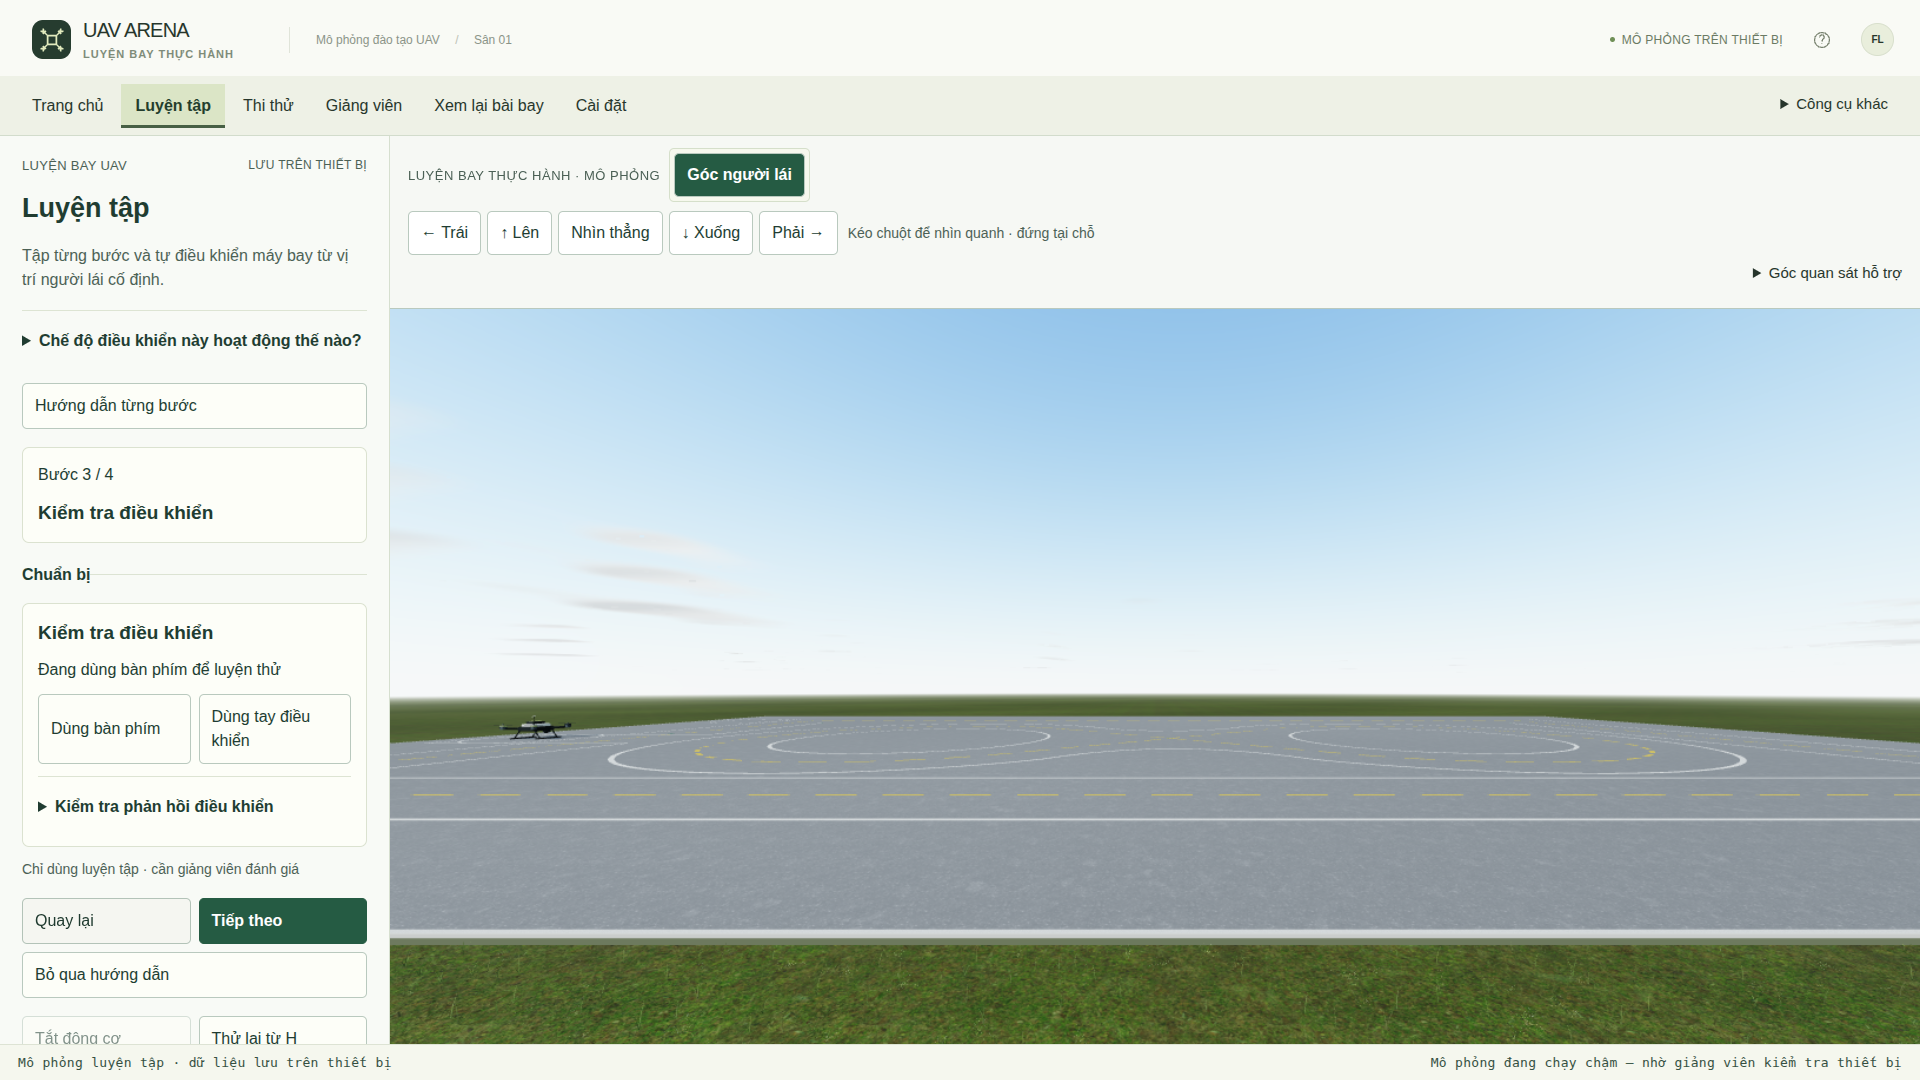 UAV ARENA
LUYỆN BAY THỰC HÀNH
Mô phỏng đào tạo UAV / Sân 01
MÔ PHỎNG TRÊN THIẾT BỊ
FL
Trang chủ
Luyện tập
Thi thử
Giảng viên
Xem lại bài bay
Cài đặt
Công cụ khác
LUYỆN BAY UAV
LƯU TRÊN THIẾT BỊ
Luyện tập
Tập từng bước và tự điều khiển máy bay từ vị
trí người lái cố định.
Chế độ điều khiển này hoạt động thế nào?
Hướng dẫn từng bước
Bước 3 / 4
Kiểm tra điều khiển
Chuẩn bị
Kiểm tra điều khiển
Đang dùng bàn phím để luyện thử
Dùng bàn phím
Dùng tay điều
khiển
Kiểm tra phản hồi điều khiển
Chỉ dùng luyện tập · cần giảng viên đánh giá
Quay lại
Tiếp theo
Bỏ qua hướng dẫn
Tắt động cơ
Thử lại từ H
LUYỆN BAY THỰC HÀNH · MÔ PHỎNG
Góc người lái
← Trái
↑ Lên
Nhìn thẳng
↓ Xuống
Phải →
Kéo chuột để nhìn quanh · đứng tại chỗ
Góc quan sát hỗ trợ
Mô phỏng luyện tập · dữ liệu lưu trên thiết bị
Mô phỏng đang chạy chậm — nhờ giảng viên kiểm tra thiết bị